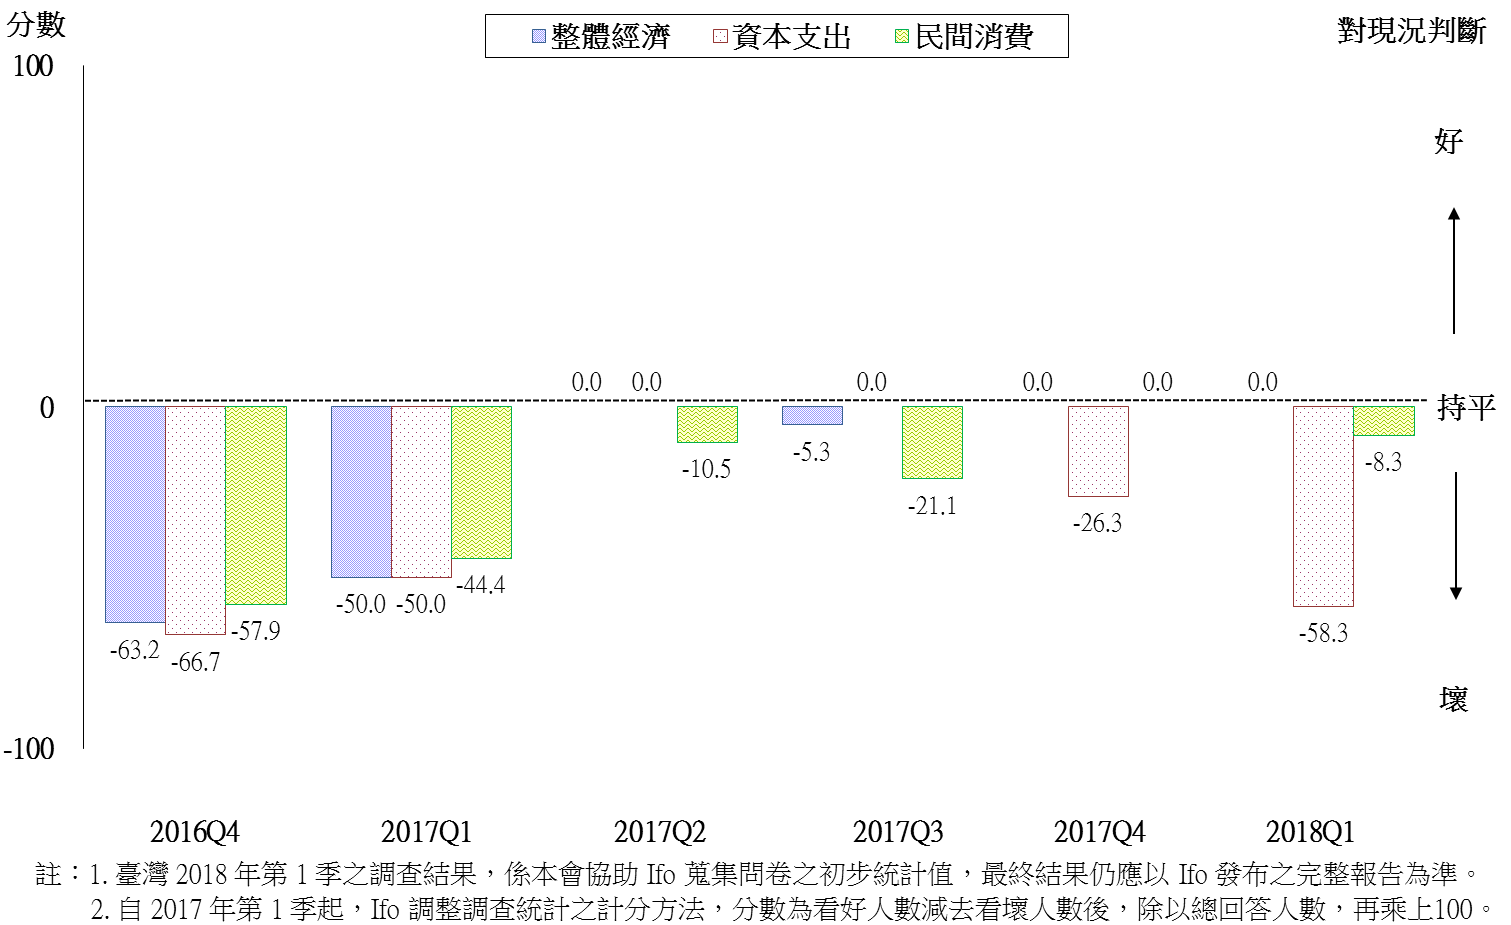 分數
整體經濟 資本支出 民間消費
對現況判斷
100
好
0.0 0.0 0.0 0.0 0.0 0.0
0
持平
-10.5 -5.3 -21.1 -26.3 -8.3
-63.2 -66.7 -57.9 -50.0 -50.0 -44.4 -58.3
壞
-100
2016Q4 2017Q1 2017Q2 2017Q3 2017Q4 2018Q1
註：1. 臺灣 2018 年第 1 季之調查結果，係本會協助 Ifo 蒐集問卷之初步統計值，最終結果仍應以 Ifo 發布之完整報告為準。
2. 自 2017 年第 1 季起，Ifo 調整調查統計之計分方法，分數為看好人數減去看壞人數後，除以總回答人數，再乘上100。